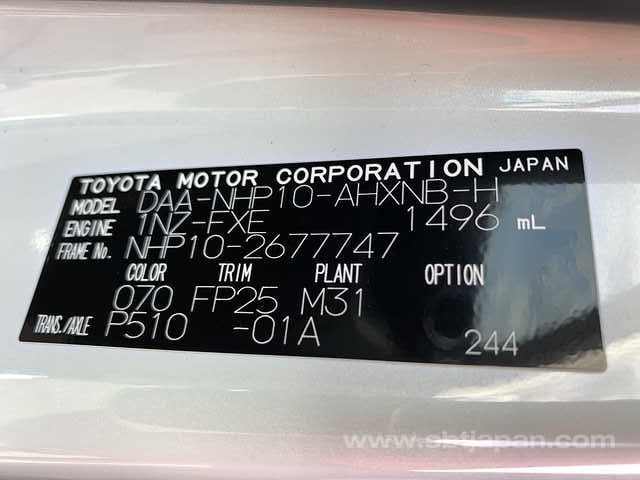 TOYOTA MOTOR CORPORATION JAPAN
MODEL DAA-NHP10-AHXNB-H
ENGINE 1NZ-FXE 1496 mL
FRAME No. NHP10-2677747
COLOR TRIM PLANT OPTION
070 FP25 M31
TRANS./AXLE P510 -01A
244
www.sbtjapan.com